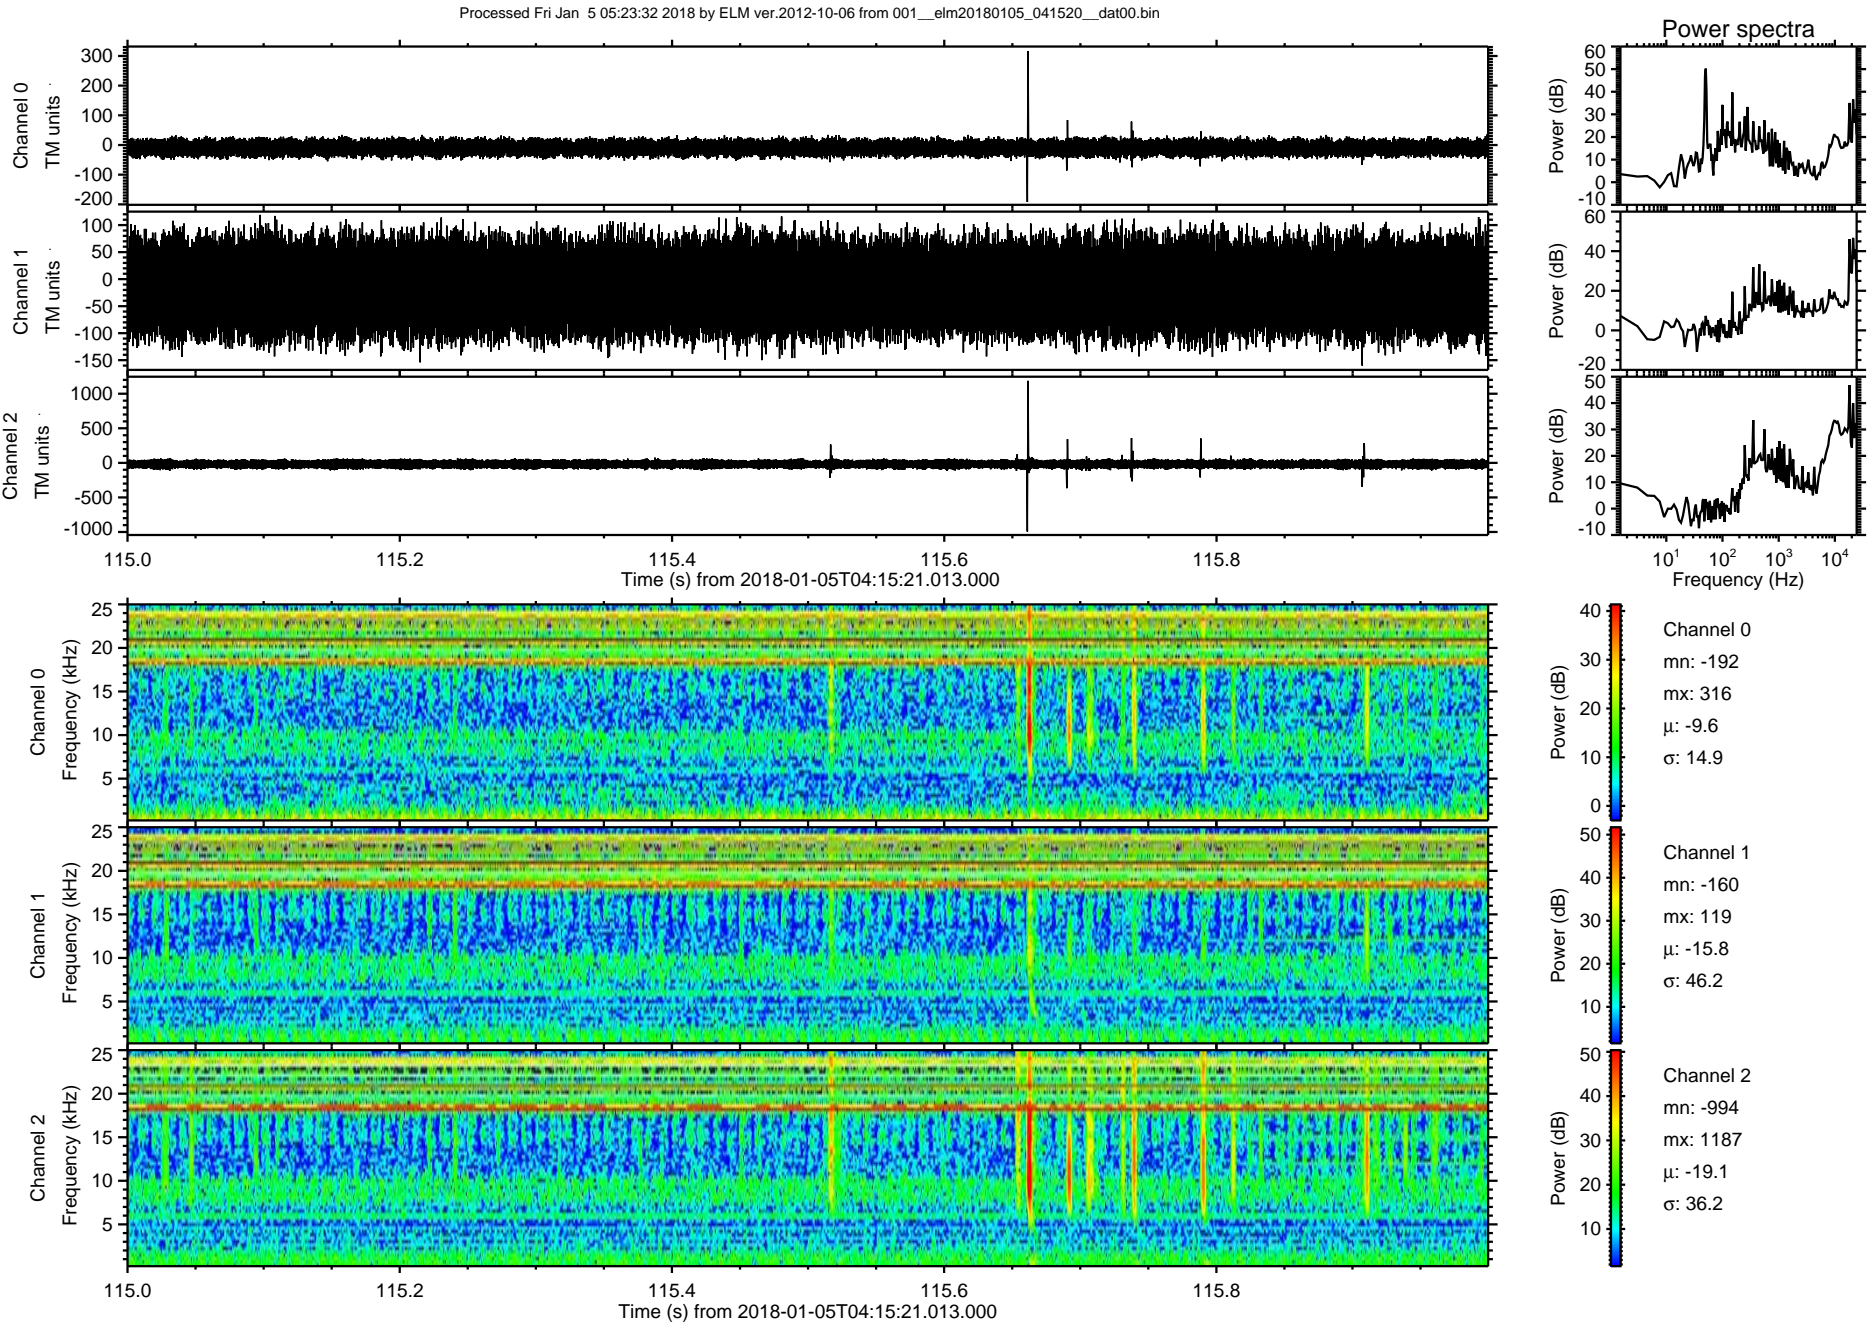 Processed Fri Jan  5 05:23:32 2018 by ELM ver.2012-10-06 from 001__elm20180105_041520__dat00.bin
Power spectra
Channel 0
TM units
300
200
100
0
-100
-200
Power (dB)
60
50
40
30
20
10
0
-10
Channel 1
TM units
100
50
0
-50
-100
-150
Power (dB)
60
40
20
0
-20
Channel 2
TM units
1000
500
0
-500
-1000
Power (dB)
50
40
30
20
10
0
-10
115.0 115.2 115.4 115.6 115.8
Time (s) from 2018-01-05T04:15:21.013.000
10^1 10^2 10^3 10^4
Frequency (Hz)
Channel 0
Frequency (kHz)
25
20
15
10
5
Power (dB)
40
30
20
10
0
Channel 0
mn: -192
mx: 316
μ: -9.6
σ: 14.9
Channel 1
Frequency (kHz)
25
20
15
10
5
Power (dB)
50
40
30
20
10
Channel 1
mn: -160
mx: 119
μ: -15.8
σ: 46.2
Channel 2
Frequency (kHz)
25
20
15
10
5
Power (dB)
50
40
30
20
10
Channel 2
mn: -994
mx: 1187
μ: -19.1
σ: 36.2
115.0 115.2 115.4 115.6 115.8
Time (s) from 2018-01-05T04:15:21.013.000